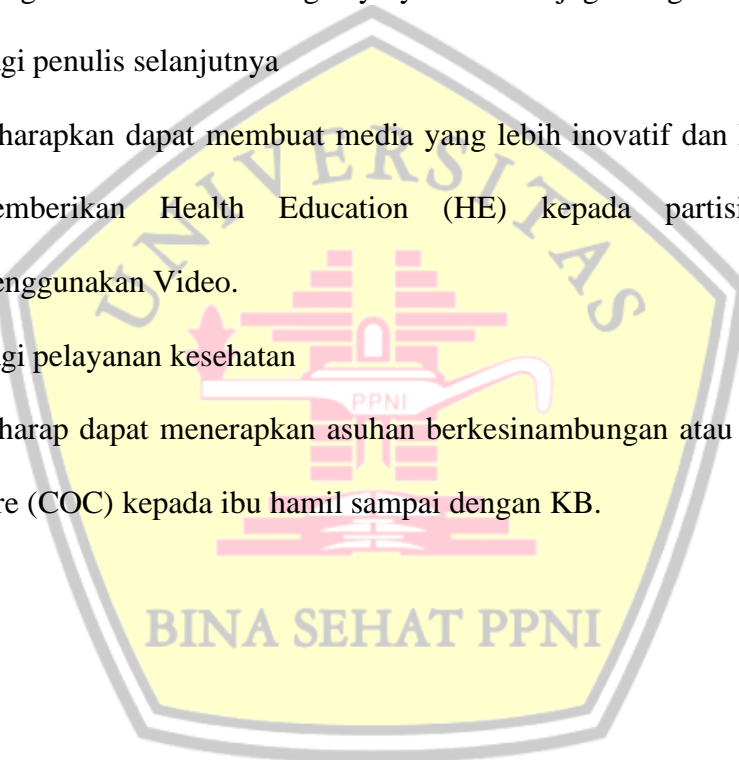 gi penulis selanjutnya
harapkan dapat membuat media yang lebih inovatif dan
emberikan Health Education (HE) kepada partisi
enggunakan Video.
gi pelayanan kesehatan
harap dapat menerapkan asuhan berkesinambungan atau
re (COC) kepada ibu hamil sampai dengan KB.
UNIVERSITAS
PPNI
BINA SEHAT PPNI